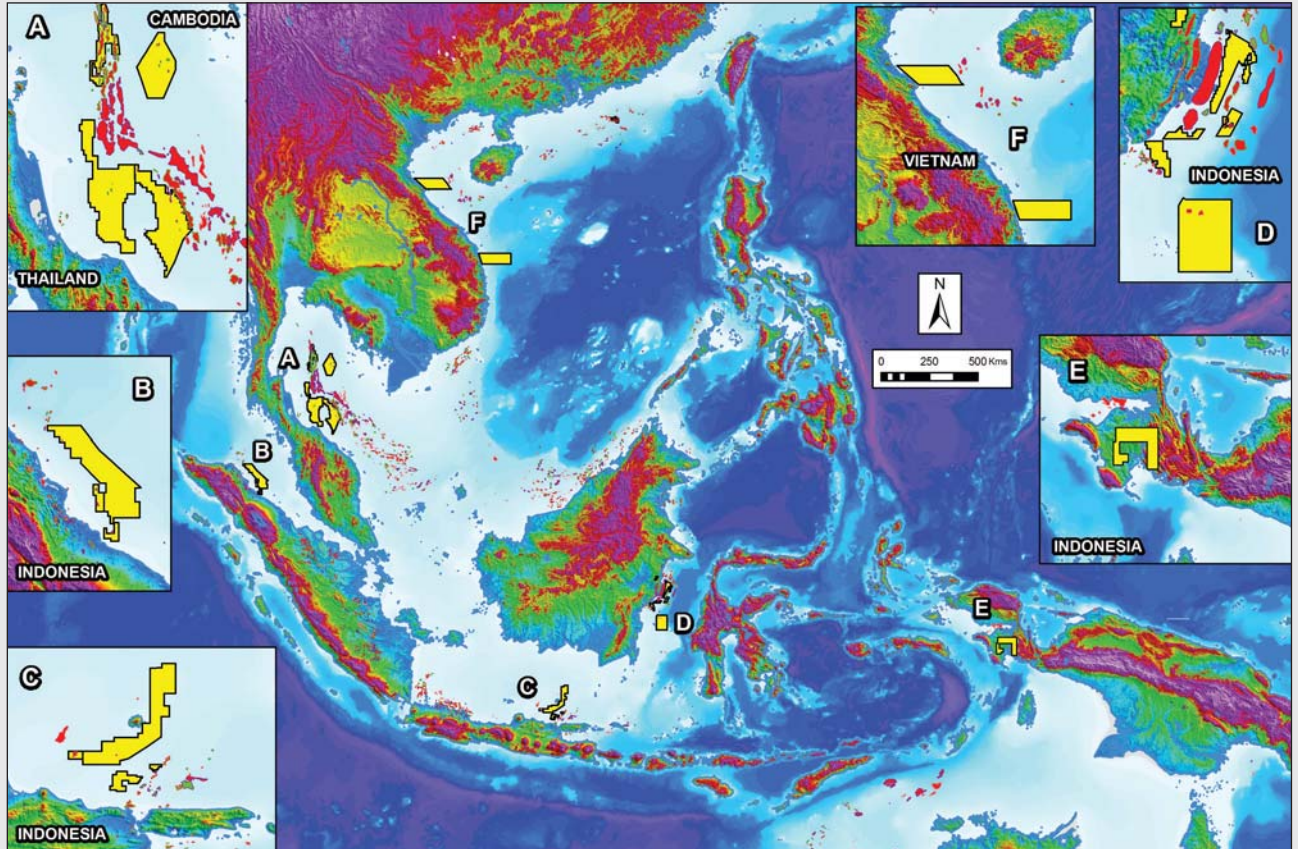 A
CAMBODIA
THAILAND
B
INDONESIA
C
INDONESIA
F
VIETNAM
INDONESIA
D
E
INDONESIA
N
0 250 500 Kms
A
B
C
D
E
F